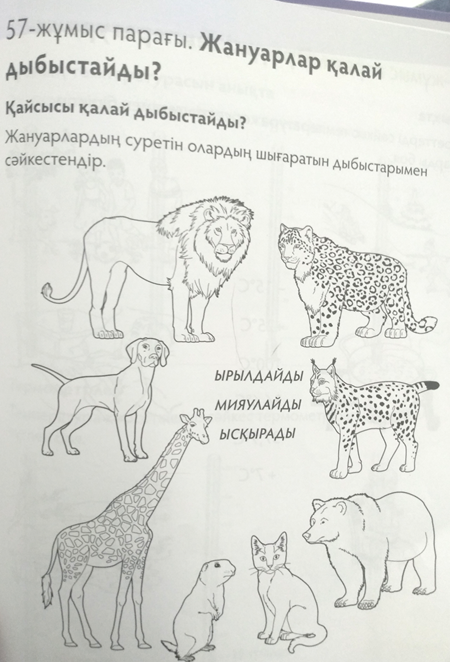 57-жұмыс парағы. Жануарлар қалай
дыбыстайды?
Қайсысы қалай дыбыстайды?
Жануарлардың суретін олардың шығаратын дыбыстарымен
сәйкестендір.
ЫРЫЛДАЙДЫ
МИЯУЛАЙДЫ
ЫСҚЫРАДЫ